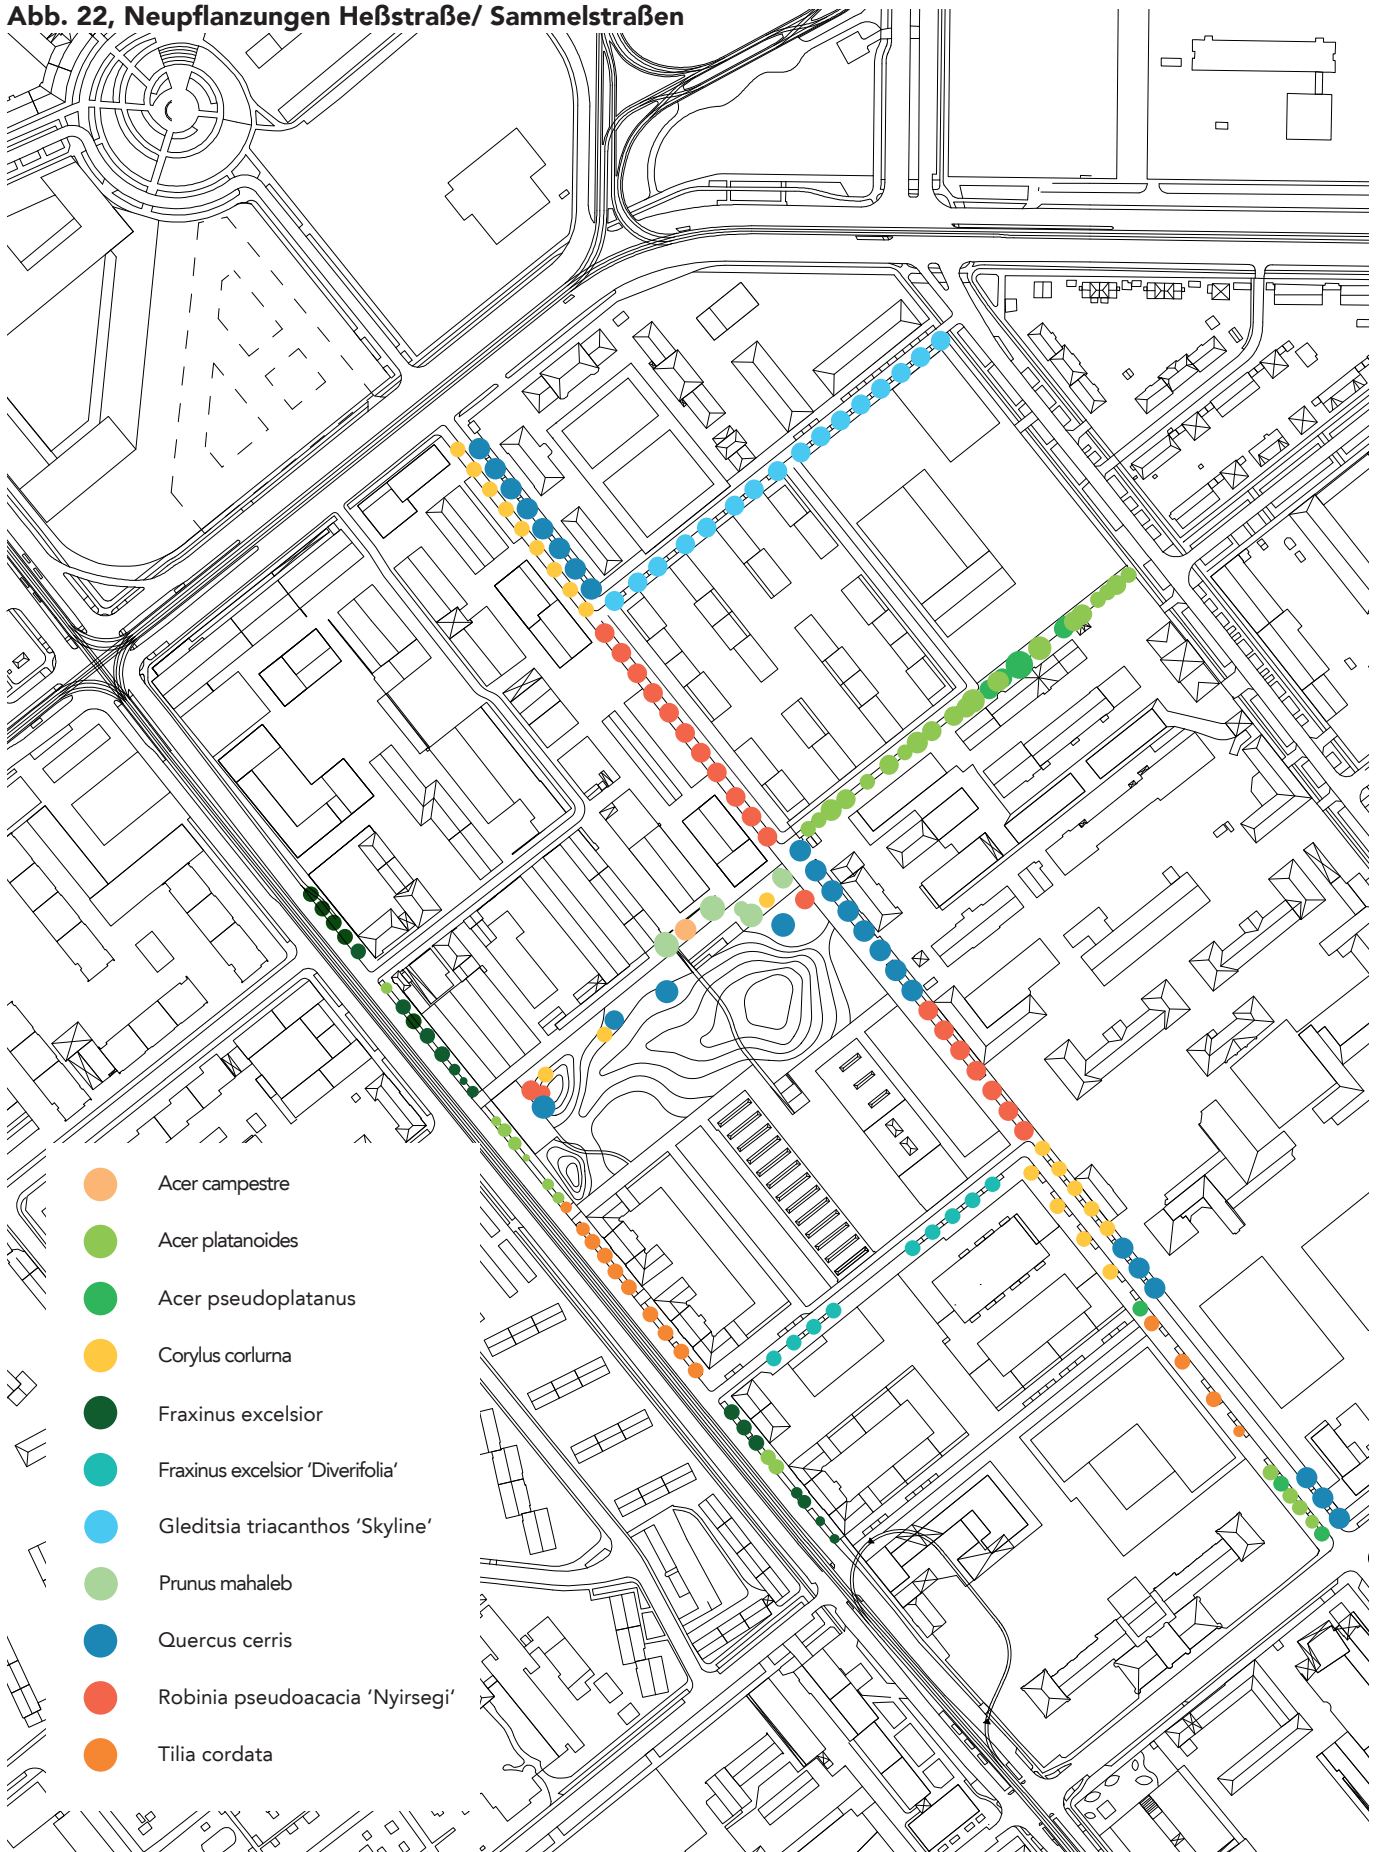 Abb. 22, Neupflanzungen Heßstraße/ Sammelstraßen
Acer campestre
Acer platanoides
Acer pseudoplatanus
Corylus corlurna
Fraxinus excelsior
Fraxinus excelsior ‘Diverifolia‘
Gleditsia triacanthos ‘Skyline‘
Prunus mahaleb
Quercus cerris
Robinia pseudoacacia ‘Nyirsegi‘
Tilia cordata